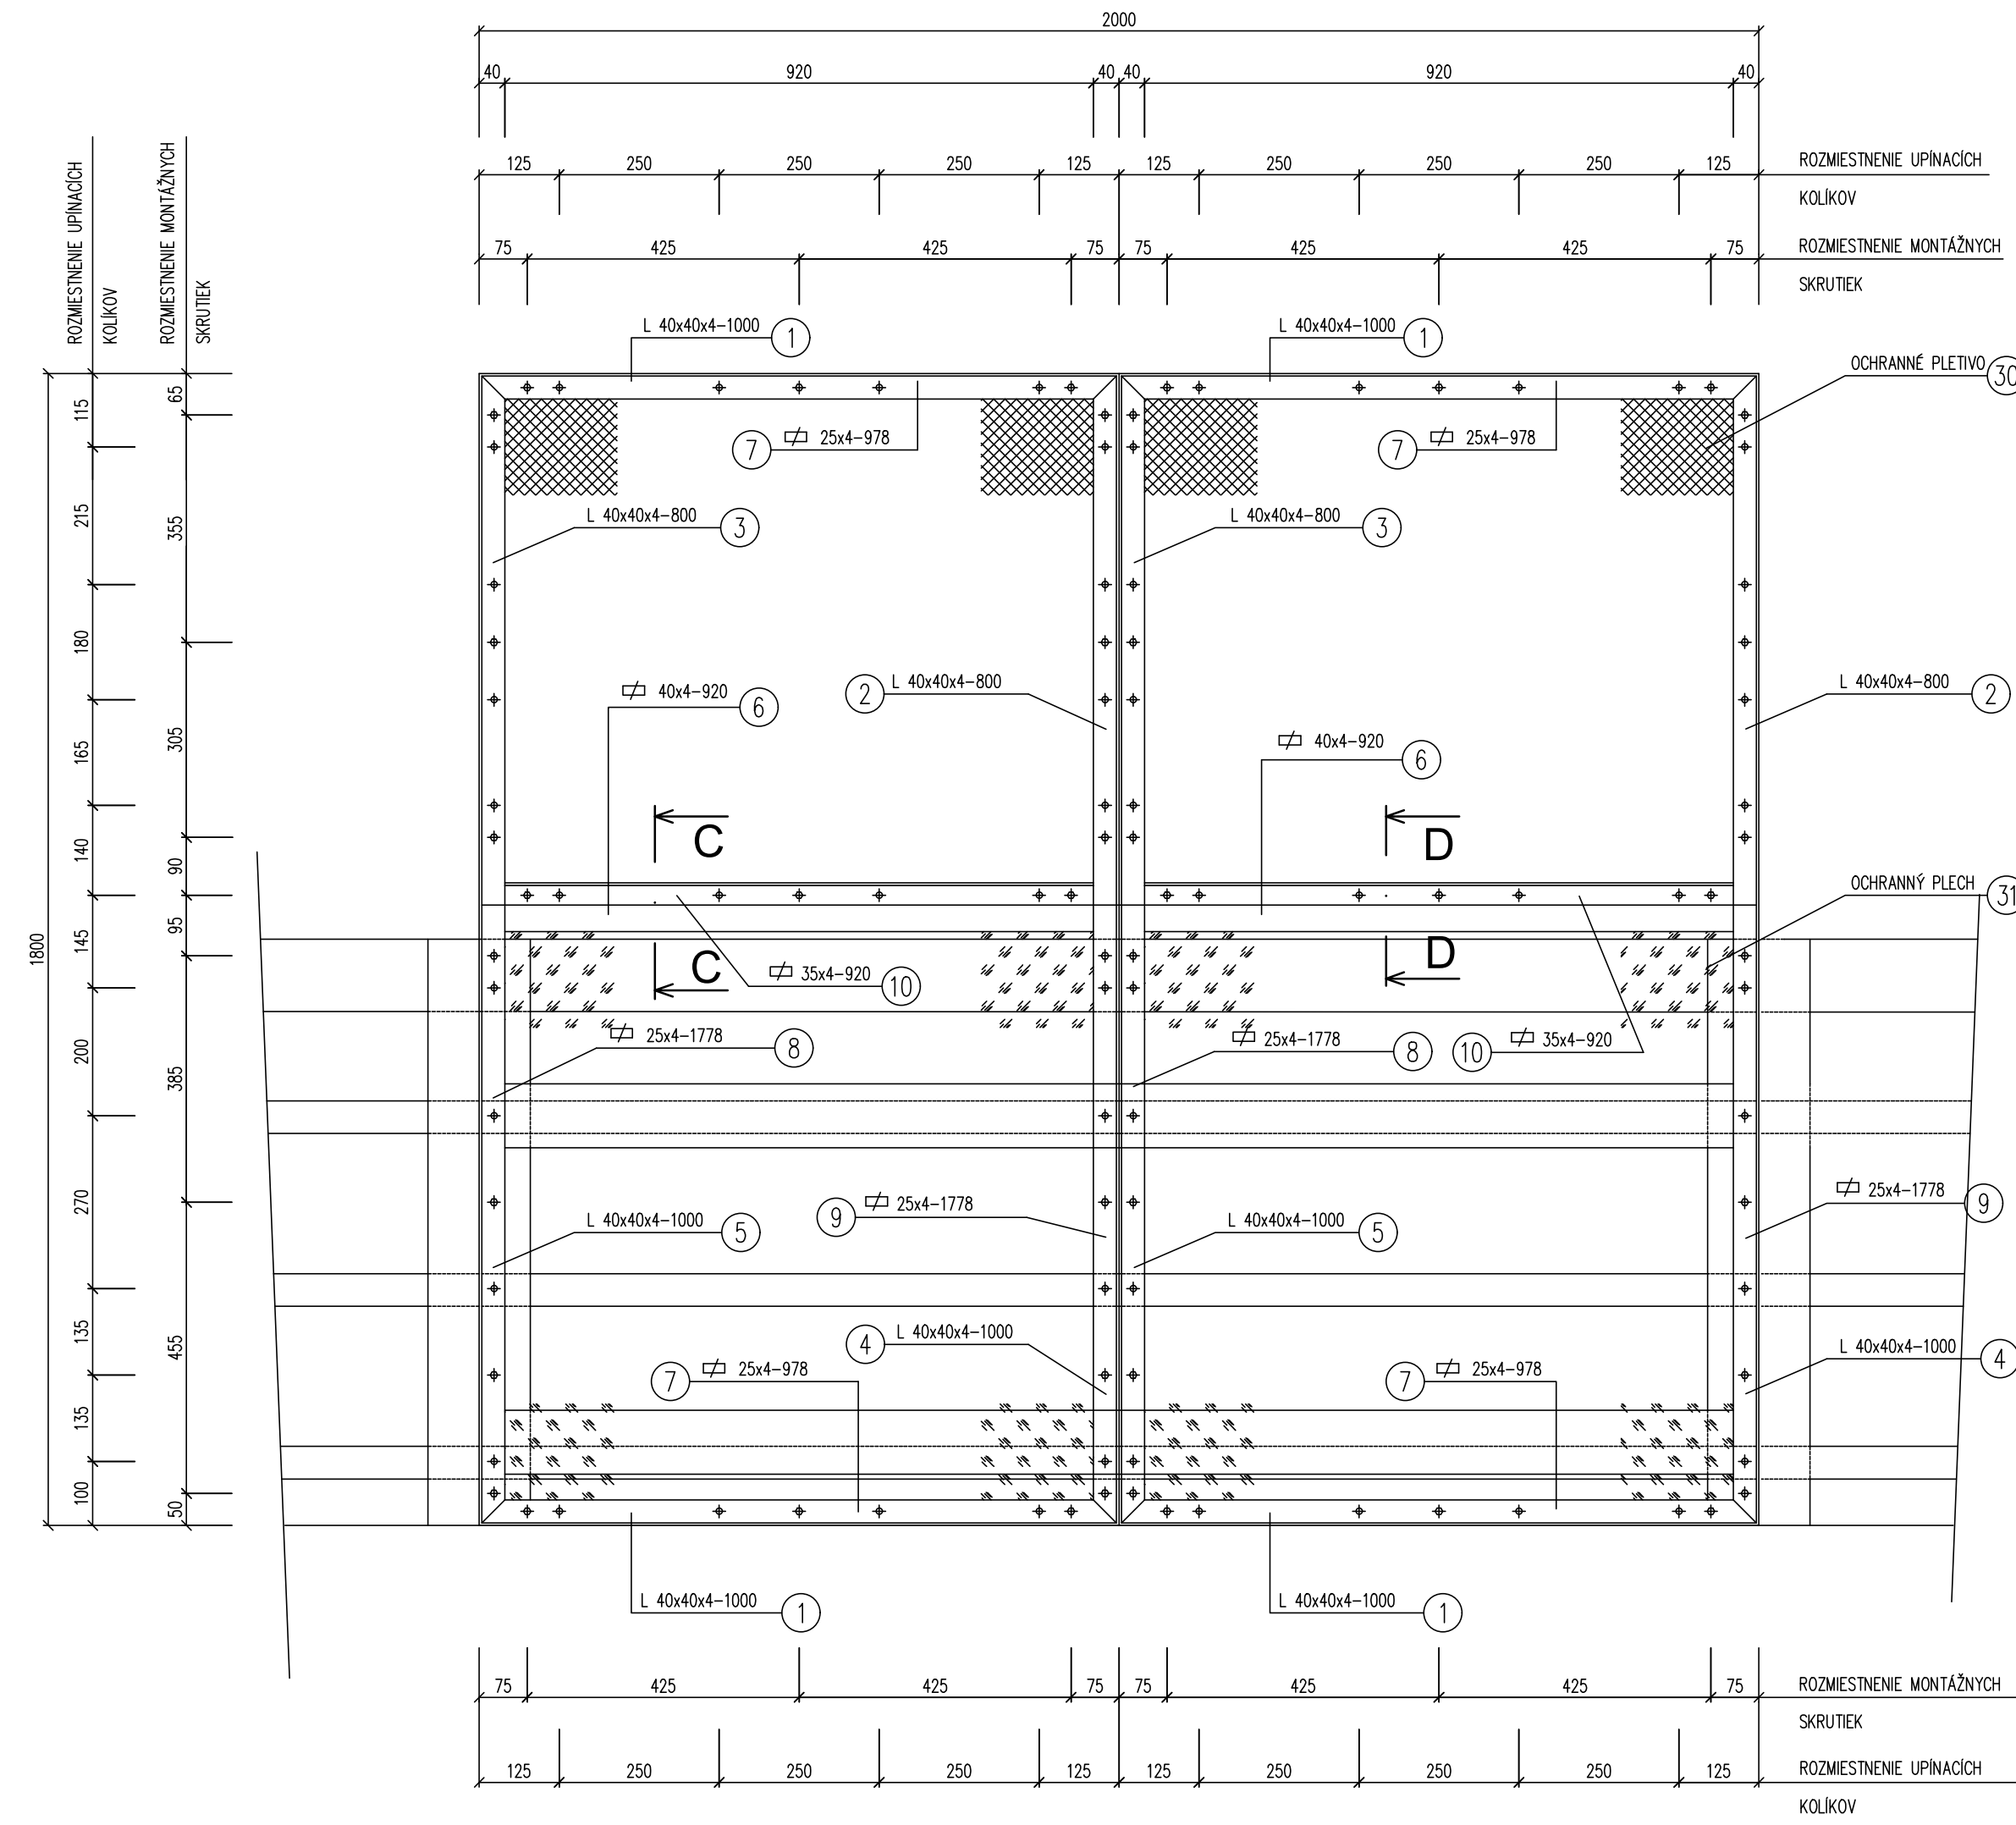 2000
40 920 40 40 920 40
125 250 250 250 125 125 250 250 250 125 ROZMIESTNENIE UPÍNACÍCH
KOLÍKOV
75 425 425 75 75 425 425 75 ROZMIESTNENIE MONTÁŽNYCH
SKRUTIEK
ROZMIESTNENIE UPÍNACÍCH
KOLÍKOV
ROZMIESTNENIE MONTÁŽNYCH
SKRUTIEK
1800
115
215
180
165
140
145
200
270
135
135
100
65
355
305
90
95
385
455
50
L 40x40x4-1000 1
L 40x40x4-1000 1
OCHRANNÉ PLETIVO 30
7 25x4-978
7 25x4-978
L 40x40x4-800 3
L 40x40x4-800 3
40x4-920 6
2 L 40x40x4-800
L 40x40x4-800 2
40x4-920 6
C
D
OCHRANNÝ PLECH 31
C
D
35x4-920 10
25x4-1778 8
25x4-1778 8
10 35x4-920
9 25x4-1778
25x4-1778 9
L 40x40x4-1000 5
L 40x40x4-1000 5
4 L 40x40x4-1000
L 40x40x4-1000 4
7 25x4-978
7 25x4-978
L 40x40x4-1000 1
L 40x40x4-1000 1
75 425 425 75 75 425 425 75 ROZMIESTNENIE MONTÁŽNYCH
SKRUTIEK
125 250 250 250 125 125 250 250 250 125 ROZMIESTNENIE UPÍNACÍCH
KOLÍKOV